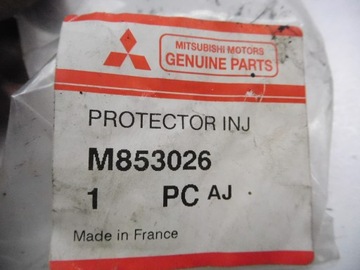 MITSUBISHI MOTORS
GENUINE PARTS
PROTECTOR INJ
M853026
1 PC AJ
Made in France